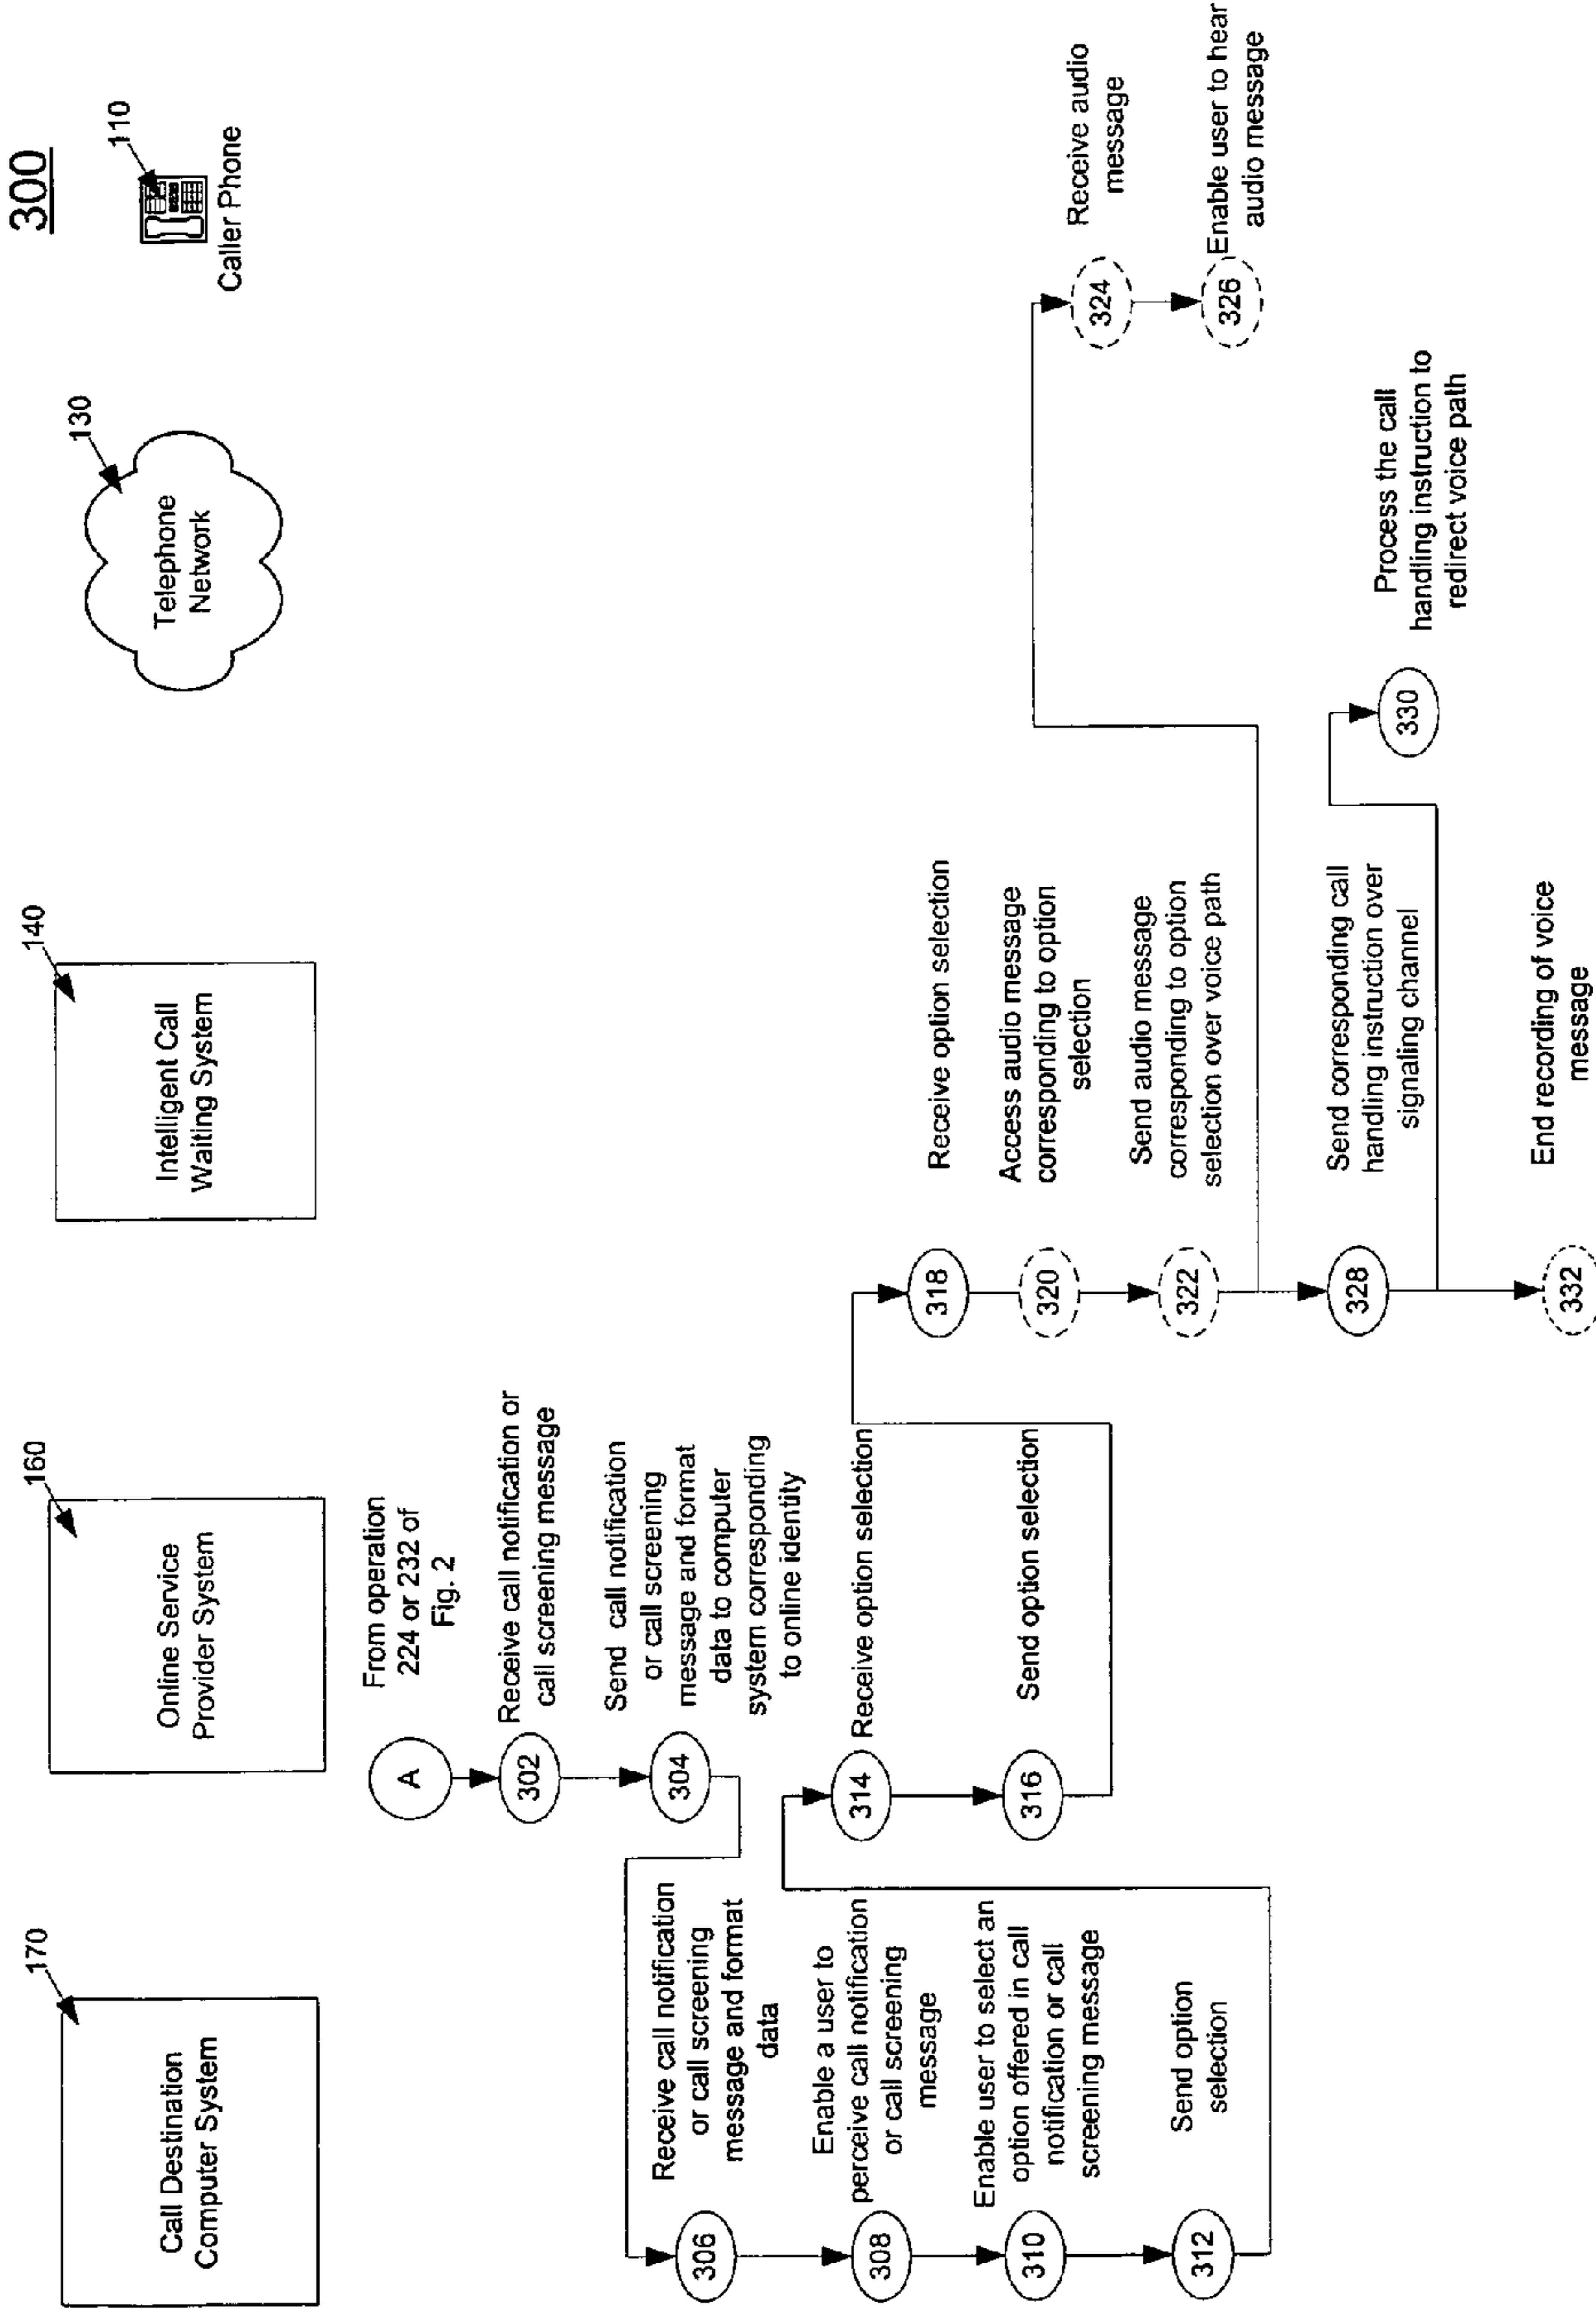 300
170
Call Destination
Computer System
160
Online Service
Provider System
140
Intelligent Call
Waiting System
130
Telephone
Network
110
Caller Phone
From operation
224 or 232 of
Fig. 2
A
302
Receive call notification or
call screening message
304
Send call notification
or call screening
message and format
data to computer
system corresponding
to online identity
306
Receive call notification
or call screening
message and format
data
308
Enable a user to
perceive call notification
or call screening
message
310
Enable user to select an
option offered in call
notification or call
screening message
312
Send option
selection
314
Receive option selection
316
Send option selection
318
Receive option selection
320
Access audio message
corresponding to option
selection
322
Send audio message
corresponding to option
selection over voice path
324
Receive audio
message
326
Enable user to hear
audio message
328
Send corresponding call
handling instruction over
signaling channel
330
Process the call
handling instruction to
redirect voice path
332
End recording of voice
message